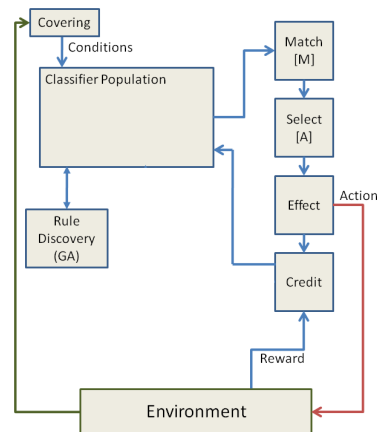 Covering
Conditions
Classifier Population
Match
[M]
Select
[A]
Effect
Action
Rule
Discovery
(GA)
Credit
Reward
Environment